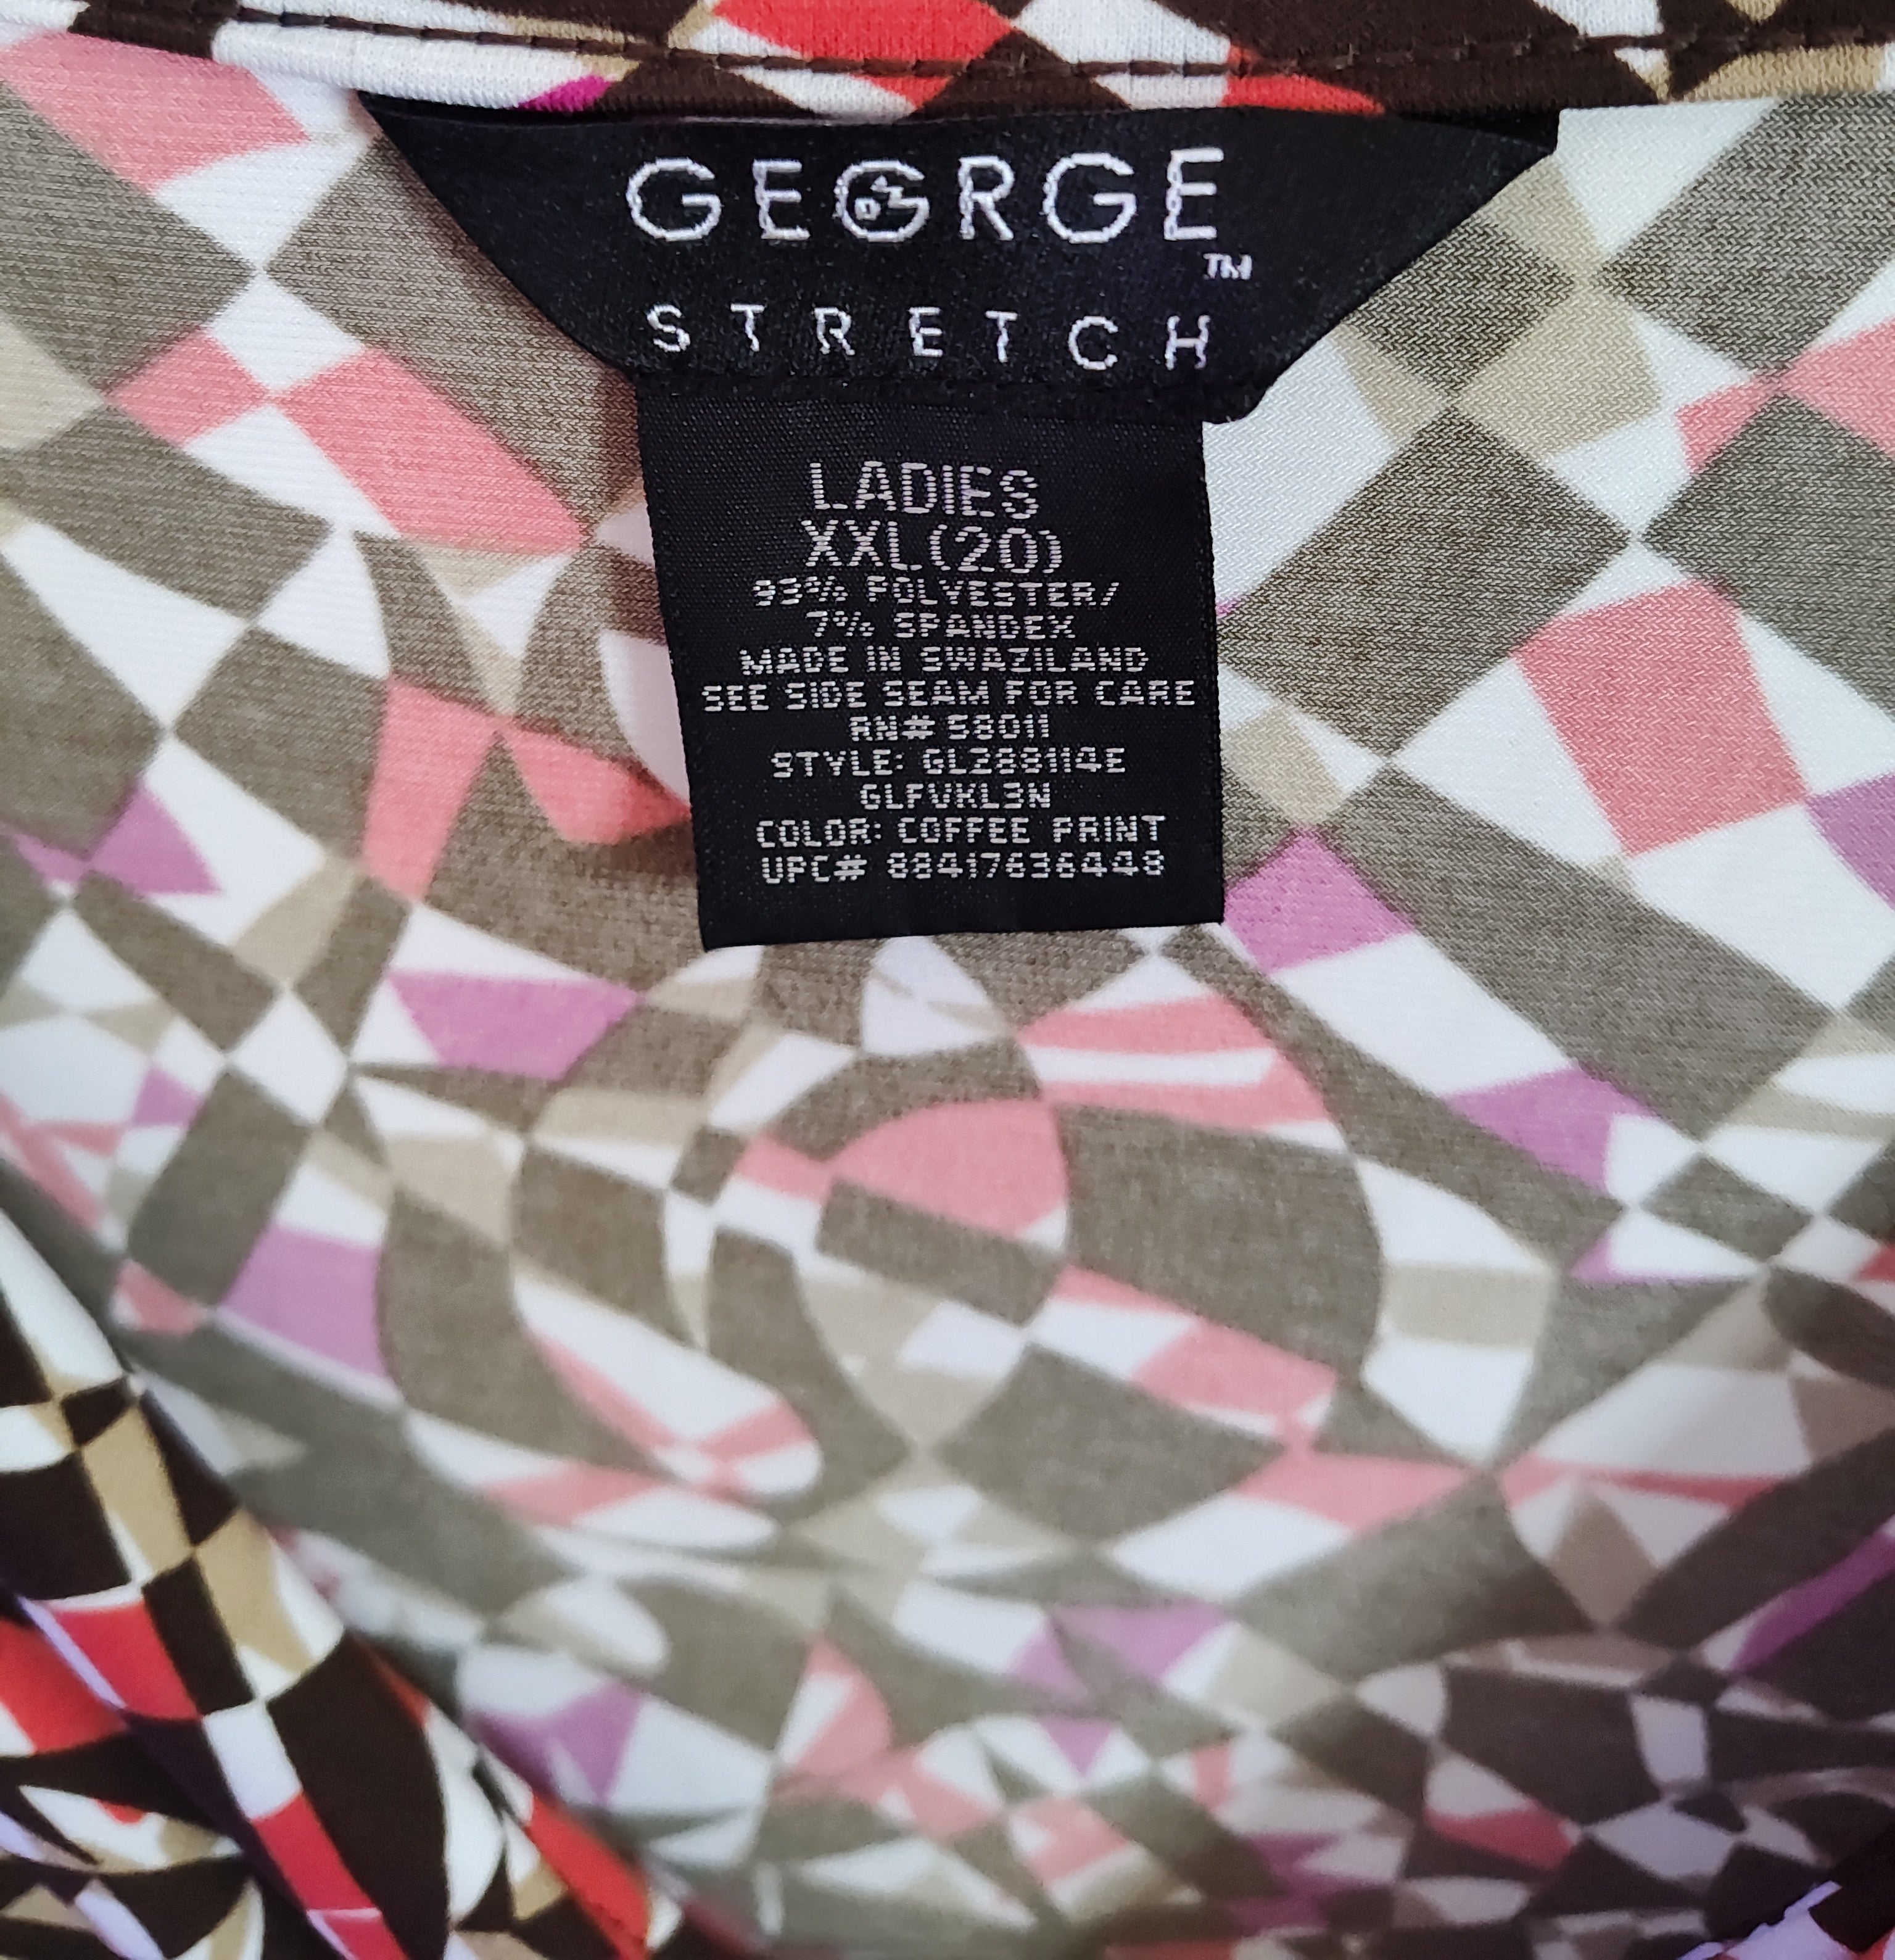 GEORGE
TM
STRETCH
LADIES
XXL(20)
93% POLYESTER/
7% SPANDEX
MADE IN SWAZILAND
SEE SIDE SEAM FOR CARE
RN# 58011
STYLE: GL288114E
GLFVKL3N
COLOR: COFFEE PRINT
UPC# 88417636448